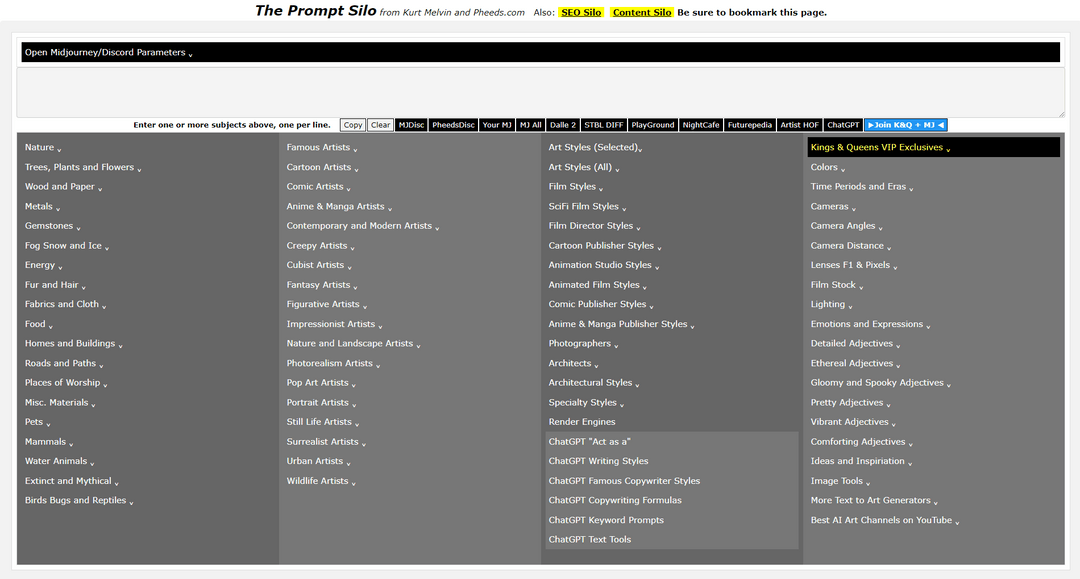 The Prompt Silo from Kurt Melvin and Pheeds.com Also: SEO Silo Content Silo Be sure to bookmark this page.
Open Midjourney/Discord Parameters
Enter one or more subjects above, one per line. Copy Clear MJDisc PheedsDisc Your MJ MJ All Dalle 2 STBL DIFF PlayGround NightCafe Futurepedia Artist HOF ChatGPT ►Join K&Q + MJ ◄
Nature
Trees, Plants and Flowers
Wood and Paper
Metals
Gemstones
Fog Snow and Ice
Energy
Fur and Hair
Fabrics and Cloth
Food
Homes and Buildings
Roads and Paths
Places of Worship
Misc. Materials
Pets
Mammals
Water Animals
Extinct and Mythical
Birds Bugs and Reptiles
Famous Artists
Cartoon Artists
Comic Artists
Anime & Manga Artists
Contemporary and Modern Artists
Creepy Artists
Cubist Artists
Fantasy Artists
Figurative Artists
Impressionist Artists
Nature and Landscape Artists
Photorealism Artists
Pop Art Artists
Portrait Artists
Still Life Artists
Surrealist Artists
Urban Artists
Wildlife Artists
Art Styles (Selected)
Art Styles (All)
Film Styles
SciFi Film Styles
Film Director Styles
Cartoon Publisher Styles
Animation Studio Styles
Animated Film Styles
Comic Publisher Styles
Anime & Manga Publisher Styles
Photographers
Architects
Architectural Styles
Specialty Styles
Render Engines
ChatGPT "Act as a"
ChatGPT Writing Styles
ChatGPT Famous Copywriter Styles
ChatGPT Copywriting Formulas
ChatGPT Keyword Prompts
ChatGPT Text Tools
Kings & Queens VIP Exclusives
Colors
Time Periods and Eras
Cameras
Camera Angles
Camera Distance
Lenses F1 & Pixels
Film Stock
Lighting
Emotions and Expressions
Detailed Adjectives
Ethereal Adjectives
Gloomy and Spooky Adjectives
Pretty Adjectives
Vibrant Adjectives
Comforting Adjectives
Ideas and Inspiration
Image Tools
More Text to Art Generators
Best AI Art Channels on YouTube